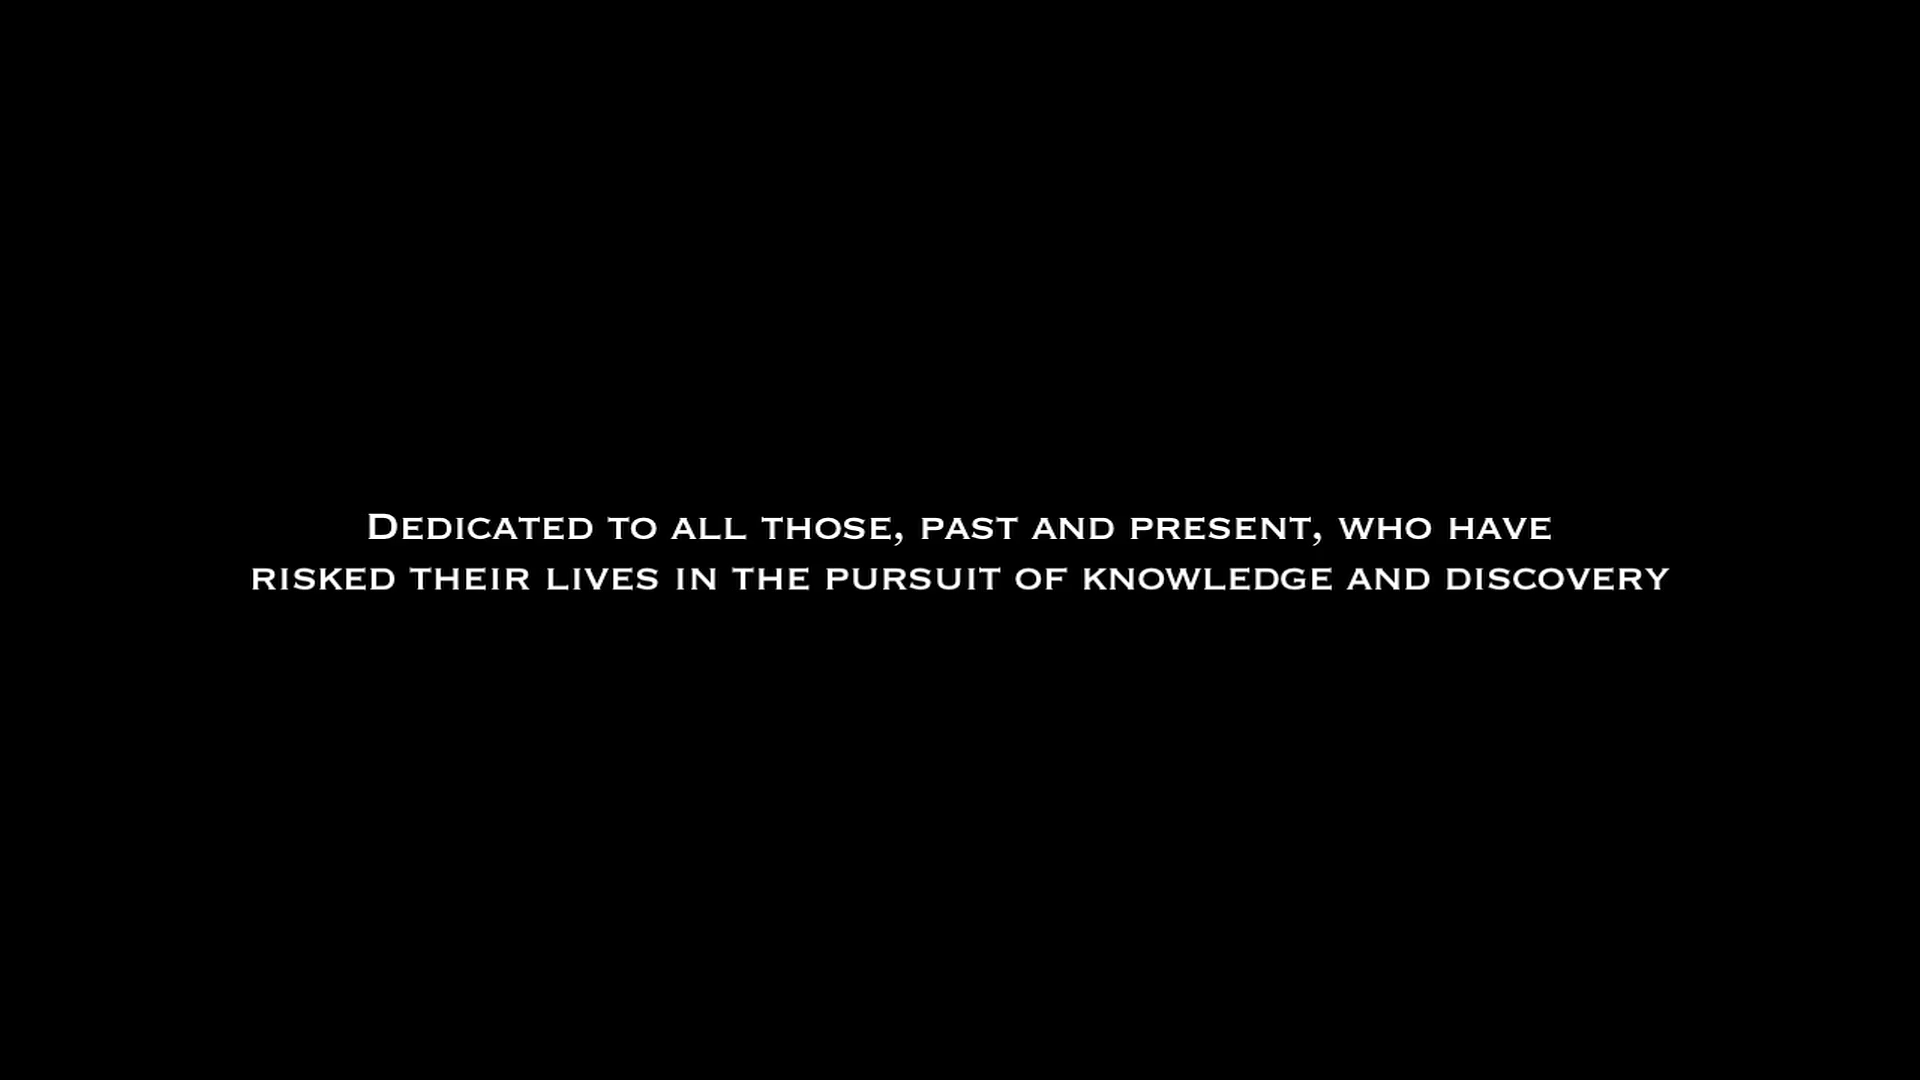 Dedicated to all those, past and present, who have
risked their lives in the pursuit of knowledge and discovery